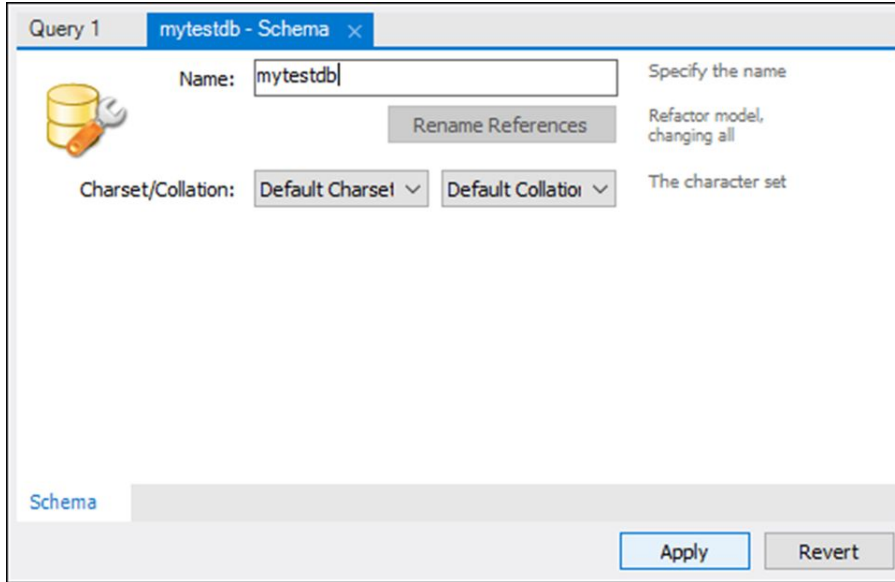 Query 1
mytestdb - Schema
Name:
mytestdb
Specify the name
Rename References
Refactor model,
changing all
Charset/Collation:
Default Charset
Default Collation
The character set
Schema
Apply
Revert